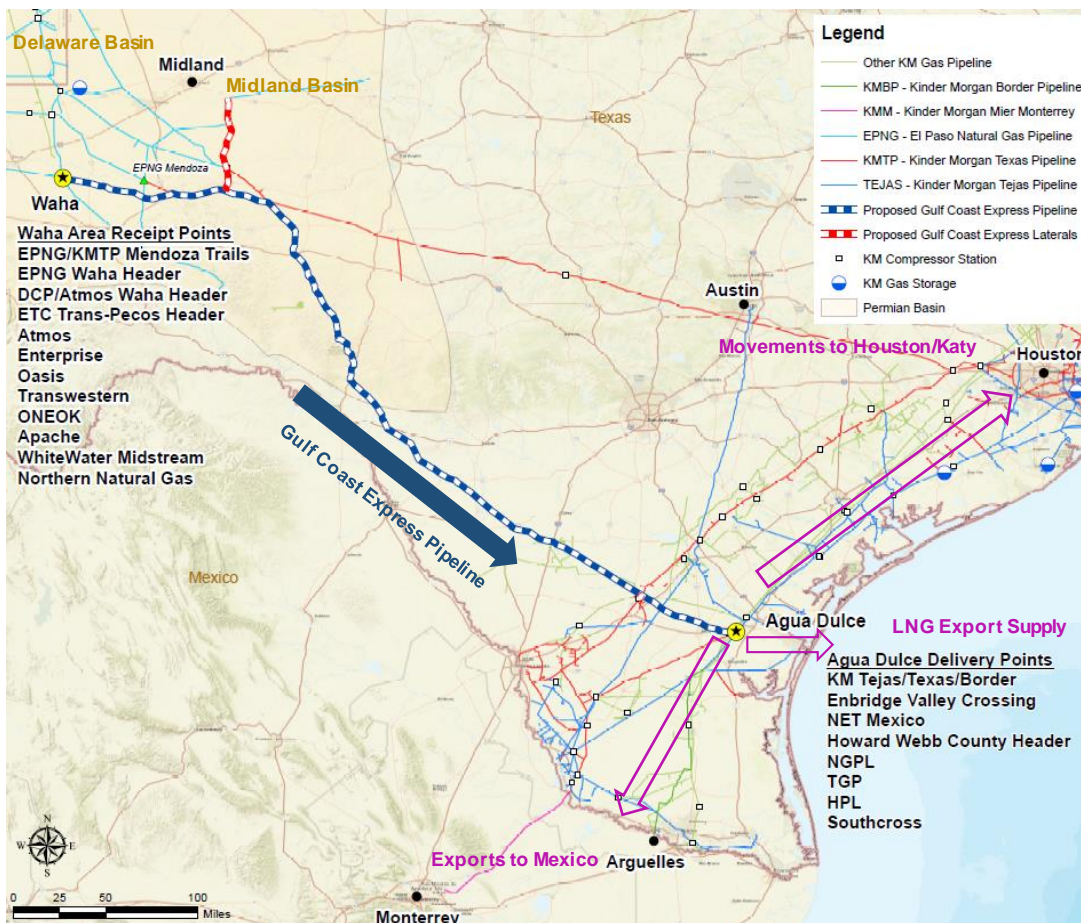 Delaware Basin
Midland
Midland Basin
Texas
EPNG Mendoza
Waha
Waha Area Receipt Points
EPNG/KMTP Mendoza Trails
EPNG Waha Header
DCP/Atmos Waha Header
ETC Trans-Pecos Header
Atmos
Enterprise
Oasis
Transwestern
ONEOK
Apache
WhiteWater Midstream
Northern Natural Gas
Legend
Other KM Gas Pipeline
KMBP - Kinder Morgan Border Pipeline
KMM - Kinder Morgan Mier Monterrey
EPNG - El Paso Natural Gas Pipeline
KMTP - Kinder Morgan Texas Pipeline
TEJAS - Kinder Morgan Tejas Pipeline
Proposed Gulf Coast Express Pipeline
Proposed Gulf Coast Express Laterals
KM Compressor Station
KM Gas Storage
Permian Basin
Austin
Movements to Houston/Katy
Houston
Gulf Coast Express Pipeline
Mexico
Agua Dulce
LNG Export Supply
Agua Dulce Delivery Points
KM Tejas/Texas/Border
Enbridge Valley Crossing
NET Mexico
Howard Webb County Header
NGPL
TGP
HPL
Southcross
Exports to Mexico
Arguelles
Monterrey
N
W E
S
0 25 50 100
Miles